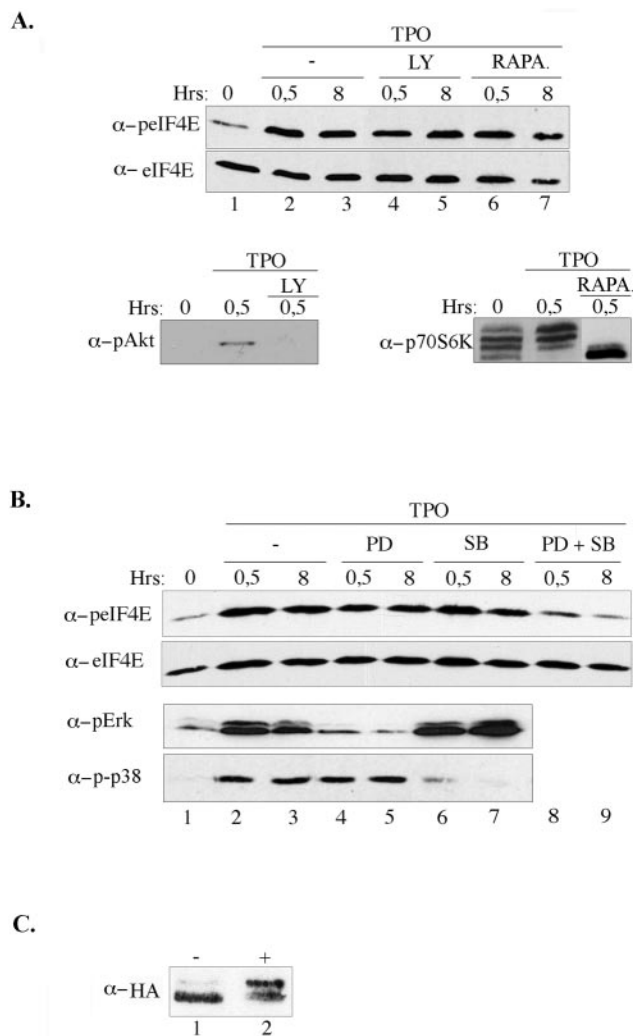 A.
TPO
- LY RAPA.
Hrs: 0 0,5 8 0,5 8 0,5 8
α-peIF4E
α- eIF4E
1 2 3 4 5 6 7
TPO
LY
Hrs: 0 0,5 0,5
α-pAkt
TPO
RAPA.
Hrs: 0 0,5 0,5
α-p70S6K
B.
TPO
- PD SB PD + SB
Hrs: 0 0,5 8 0,5 8 0,5 8 0,5 8
α-peIF4E
α-eIF4E
α-pErk
α-p-p38
1 2 3 4 5 6 7 8 9
C.
- +
α-HA
1 2